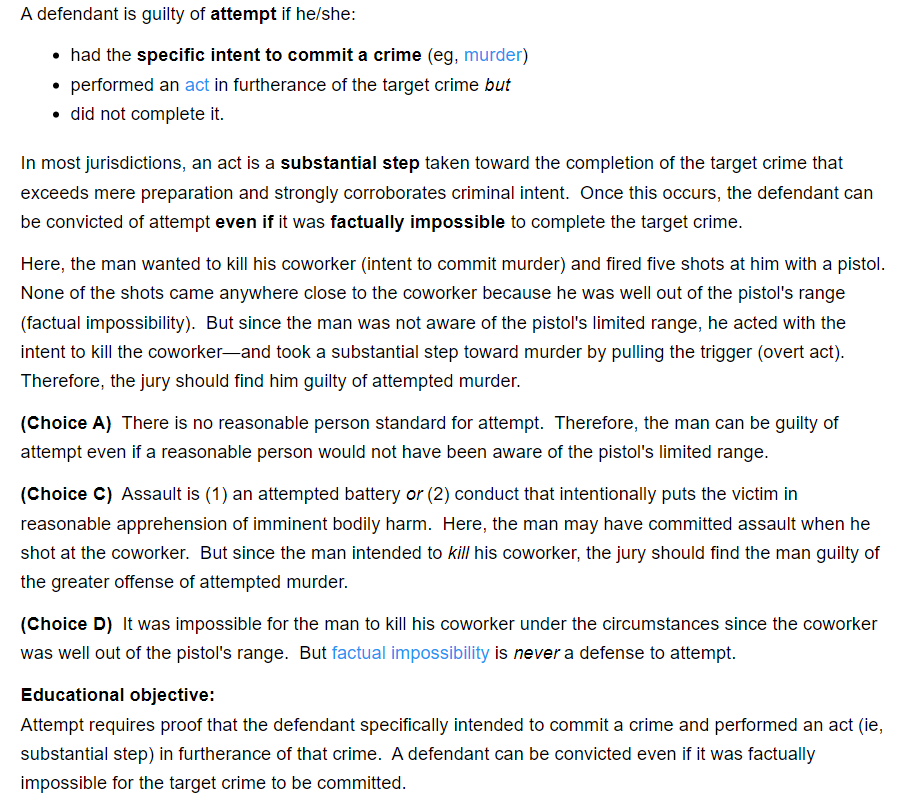 A defendant is guilty of attempt if he/she:
• had the specific intent to commit a crime (eg, murder)
• performed an act in furtherance of the target crime but
• did not complete it.
In most jurisdictions, an act is a substantial step taken toward the completion of the target crime that
exceeds mere preparation and strongly corroborates criminal intent. Once this occurs, the defendant can
be convicted of attempt even if it was factually impossible to complete the target crime.
Here, the man wanted to kill his coworker (intent to commit murder) and fired five shots at him with a pistol.
None of the shots came anywhere close to the coworker because he was well out of the pistol's range
(factual impossibility). But since the man was not aware of the pistol's limited range, he acted with the
intent to kill the coworker—and took a substantial step toward murder by pulling the trigger (overt act).
Therefore, the jury should find him guilty of attempted murder.
(Choice A) There is no reasonable person standard for attempt. Therefore, the man can be guilty of
attempt even if a reasonable person would not have been aware of the pistol's limited range.
(Choice C) Assault is (1) an attempted battery or (2) conduct that intentionally puts the victim in
reasonable apprehension of imminent bodily harm. Here, the man may have committed assault when he
shot at the coworker. But since the man intended to kill his coworker, the jury should find the man guilty of
the greater offense of attempted murder.
(Choice D) It was impossible for the man to kill his coworker under the circumstances since the coworker
was well out of the pistol's range. But factual impossibility is never a defense to attempt.
Educational objective:
Attempt requires proof that the defendant specifically intended to commit a crime and performed an act (ie,
substantial step) in furtherance of that crime. A defendant can be convicted even if it was factually
impossible for the target crime to be committed.